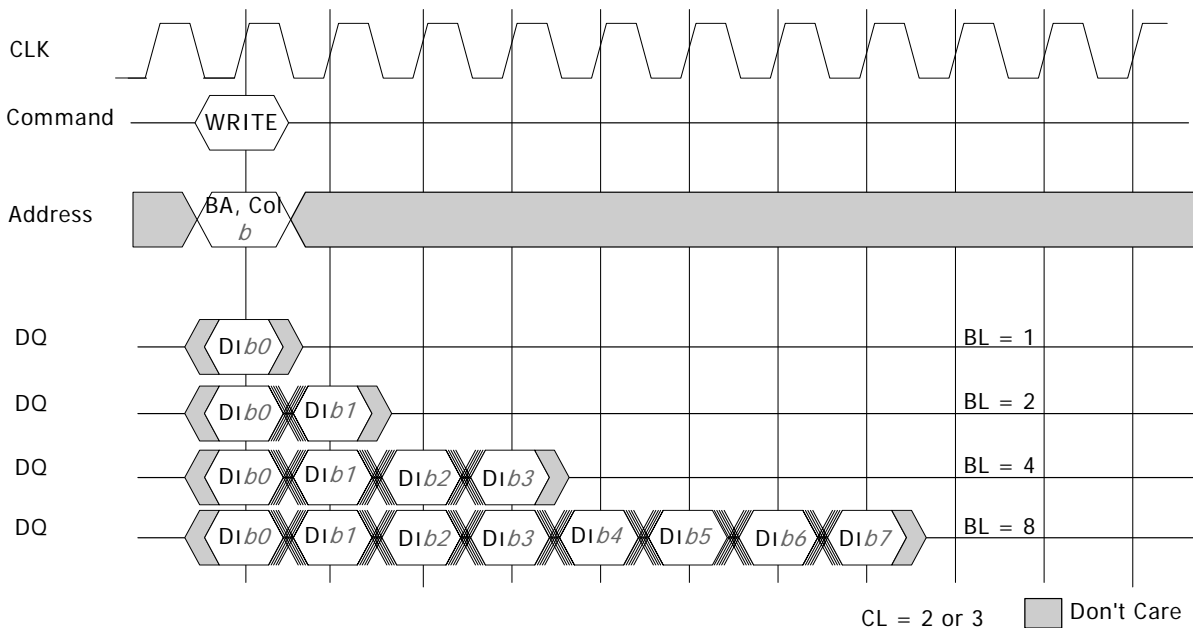 CLK
Command
WRITE
Address
BA, Col
b
DQ
DI b0
BL = 1
DQ
DI b0 DI b1
BL = 2
DQ
DI b0 DI b1 DI b2 DI b3
BL = 4
DQ
DI b0 DI b1 DI b2 DI b3 DI b4 DI b5 DI b6 DI b7
BL = 8
CL = 2 or 3
Don't Care